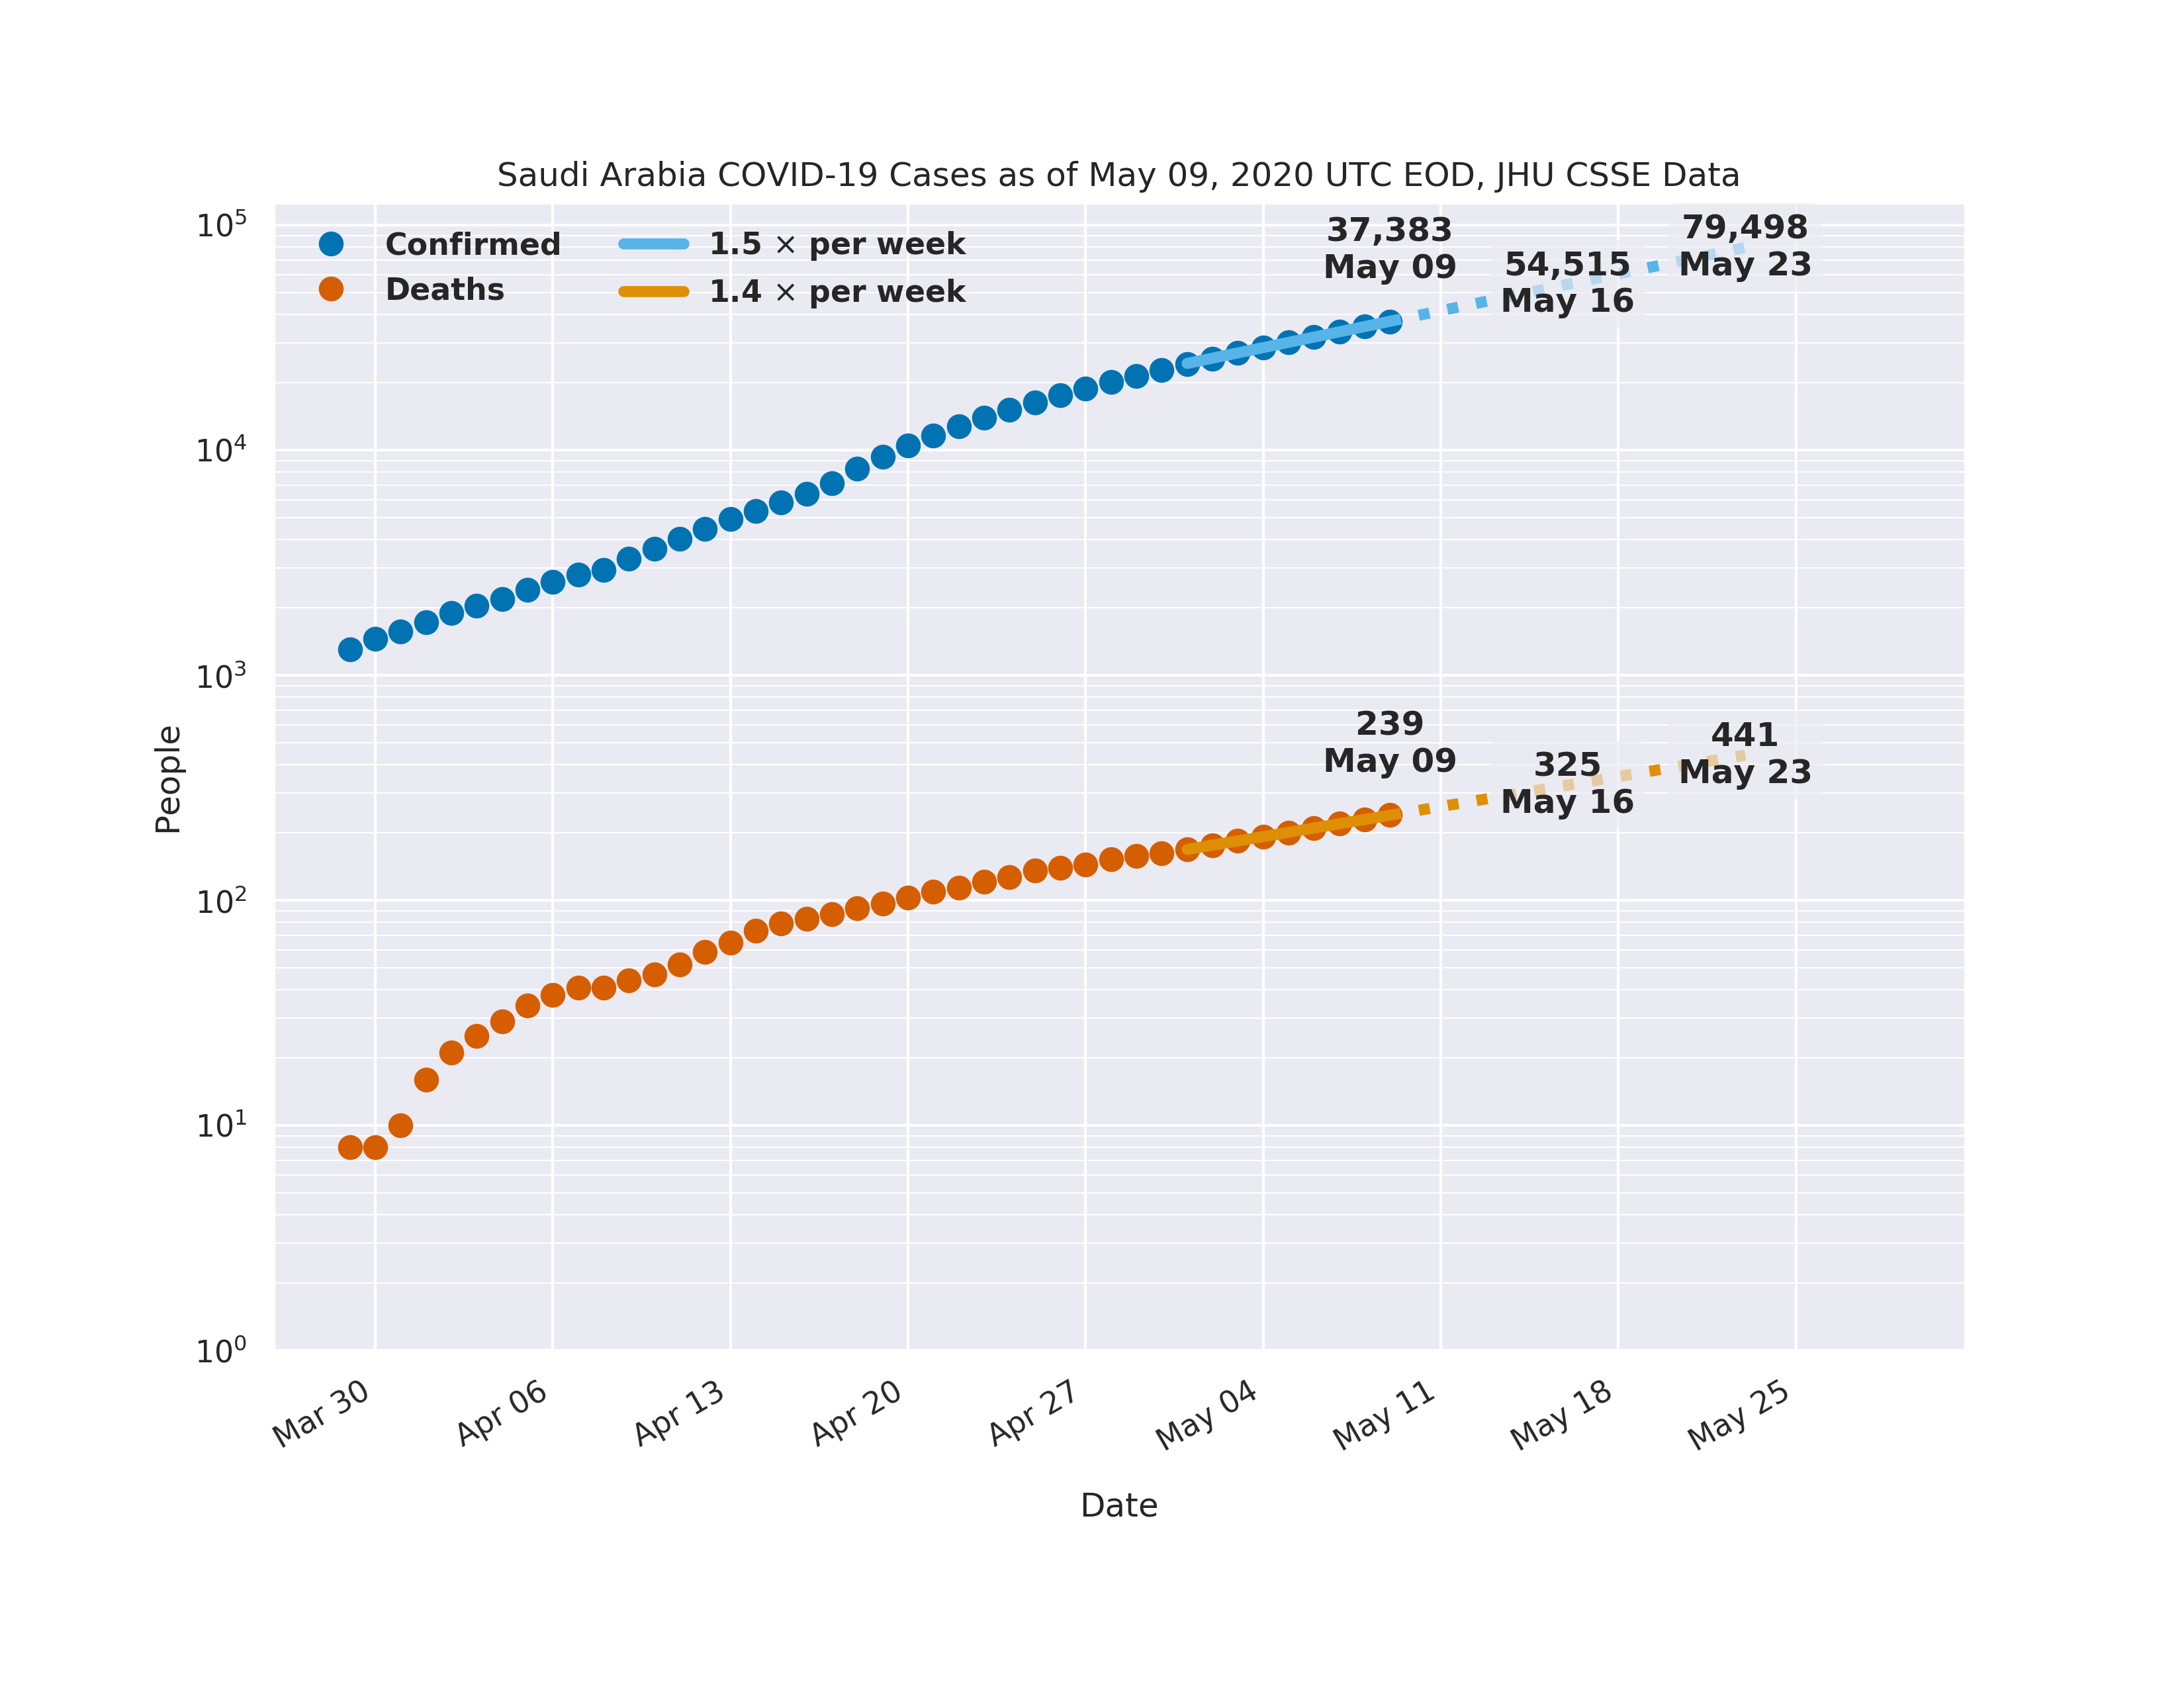 Saudi Arabia COVID-19 Cases as of May 09, 2020 UTC EOD, JHU CSSE Data
Confirmed
Deaths
1.5 × per week
1.4 × per week
37,383
May 09
54,515
May 16
79,498
May 23
239
May 09
325
May 16
441
May 23
People
10⁵
10⁴
10³
10²
10¹
10⁰
Mar 30
Apr 06
Apr 13
Apr 20
Apr 27
May 04
May 11
May 18
May 25
Date